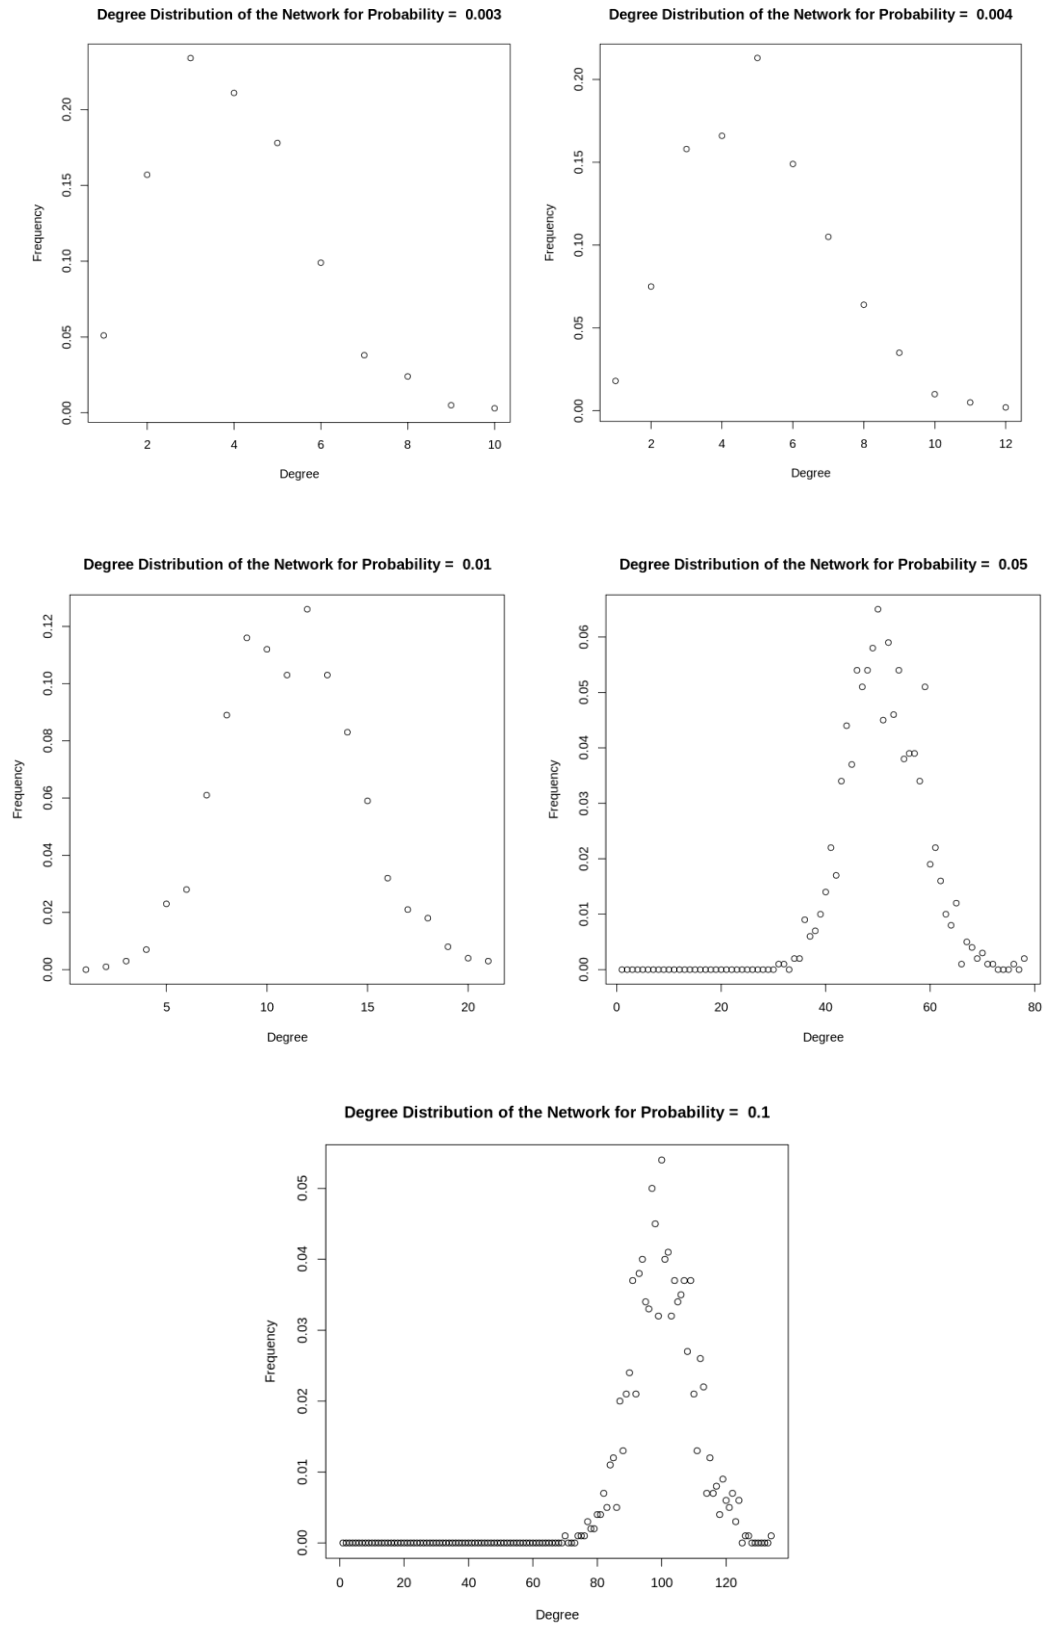 Degree Distribution of the Network for Probability = 0.003
Frequency
0.00 0.05 0.10 0.15 0.20
2 4 6 8 10
Degree
Degree Distribution of the Network for Probability = 0.004
Frequency
0.00 0.05 0.10 0.15 0.20
2 4 6 8 10 12
Degree
Degree Distribution of the Network for Probability = 0.01
Frequency
0.00 0.02 0.04 0.06 0.08 0.10 0.12
5 10 15 20
Degree
Degree Distribution of the Network for Probability = 0.05
Frequency
0.00 0.01 0.02 0.03 0.04 0.05 0.06
0 20 40 60 80
Degree
Degree Distribution of the Network for Probability = 0.1
Frequency
0.00 0.01 0.02 0.03 0.04 0.05
0 20 40 60 80 100 120
Degree